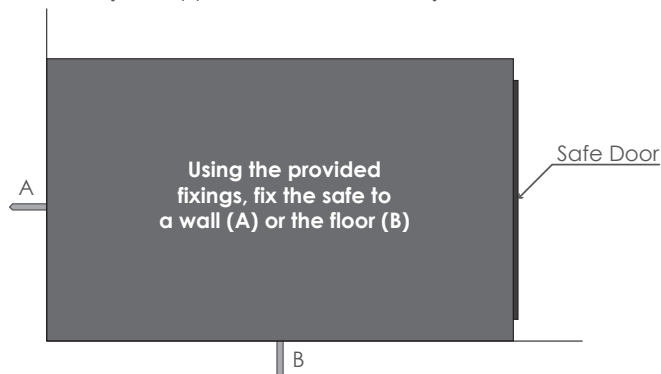 Safe Door
A
Using the provided
fixings, fix the safe to
a wall (A) or the floor (B)
B